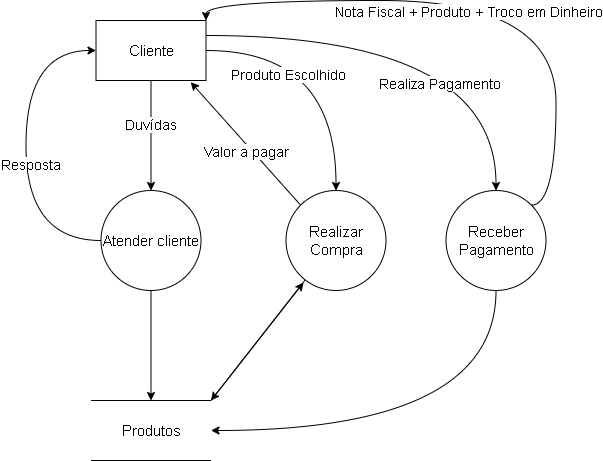 Nota Fiscal + Produto + Troco em Dinheiro
Cliente
Produto Escolhido
Realiza Pagamento
Duvídas
Valor a pagar
Resposta
Atender cliente
Realizar
Compra
Receber
Pagamento
Produtos